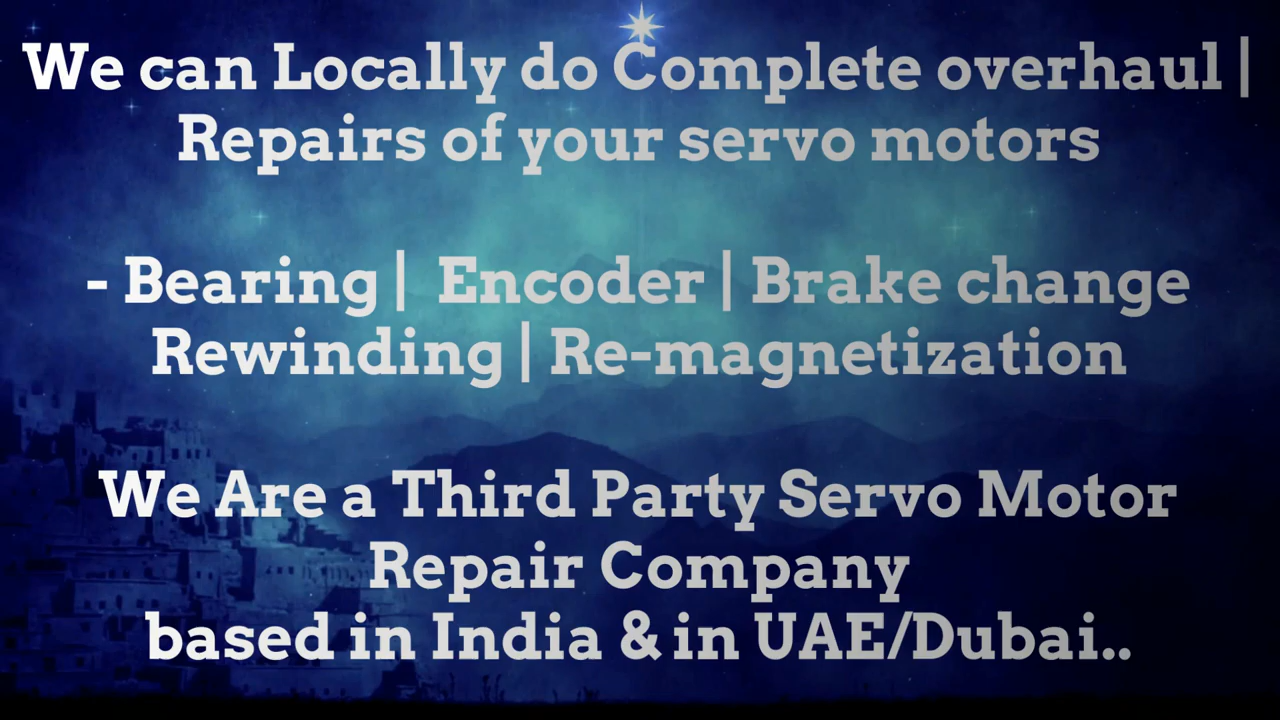 We can Locally do Complete overhaul |
Repairs of your servo motors
- Bearing | Encoder | Brake change
Rewinding | Re-magnetization
We Are a Third Party Servo Motor
Repair Company
based in India & in UAE/Dubai..